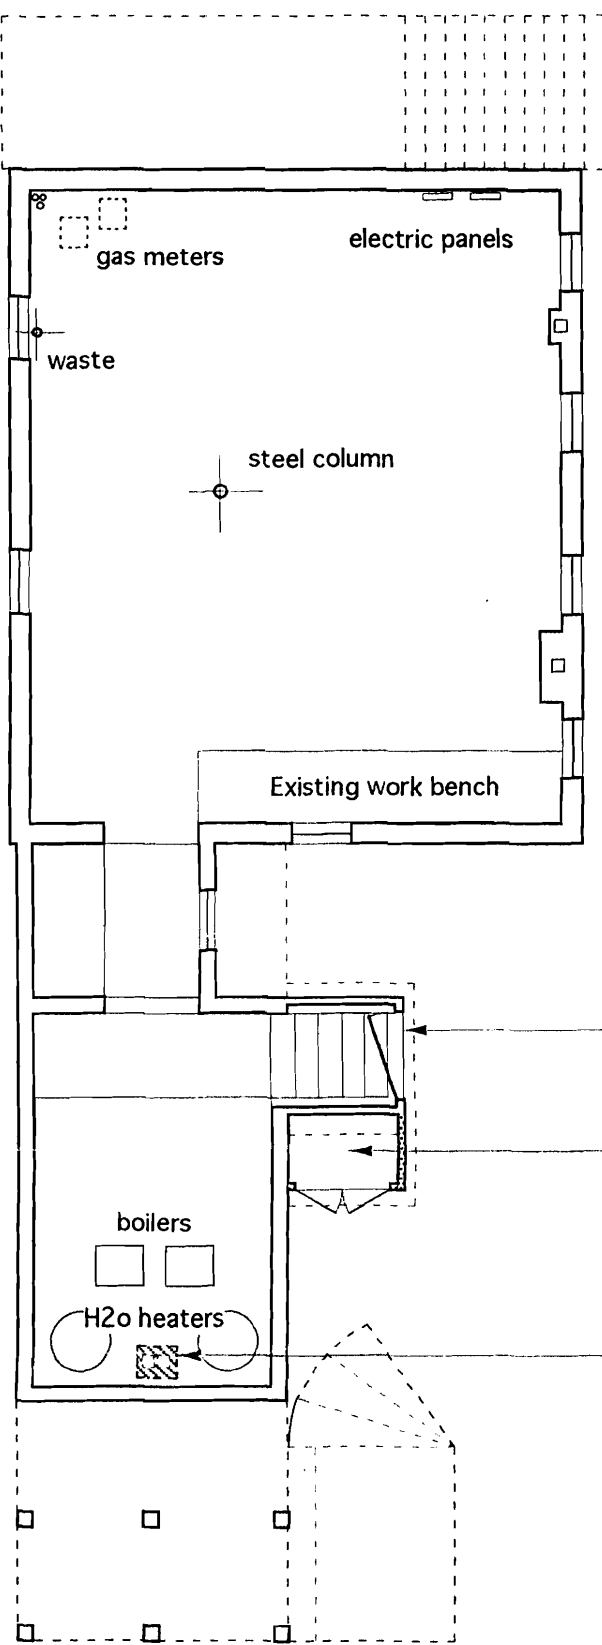 electric panels
gas meters
waste
steel column
Existing work bench
boilers
H2o heaters